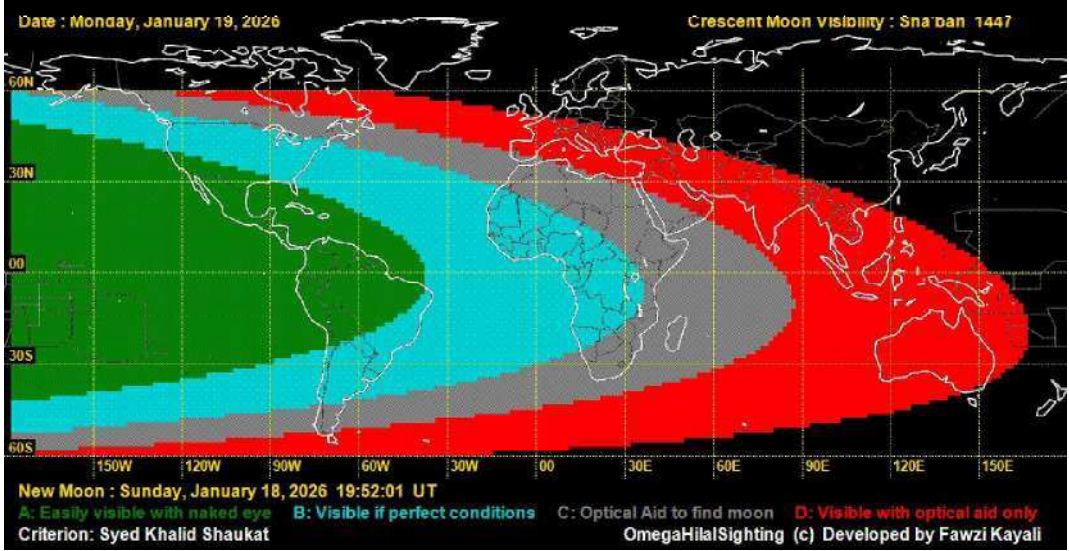 Date : Monday, January 19, 2026
Crescent Moon Visibility : Sha'ban 1447
60N
30N
00
30S
60S
150W 120W 90W 60W 30W 00 30E 60E 90E 120E 150E
New Moon : Sunday, January 18, 2026 19:52:01 UT
A: Easily visible with naked eye B: Visible if perfect conditions C: Optical Aid to find moon D: Visible with optical aid only
Criterion: Syed Khalid Shaukat OmegaHilalSighting (c) Developed by Fawzi Kayali